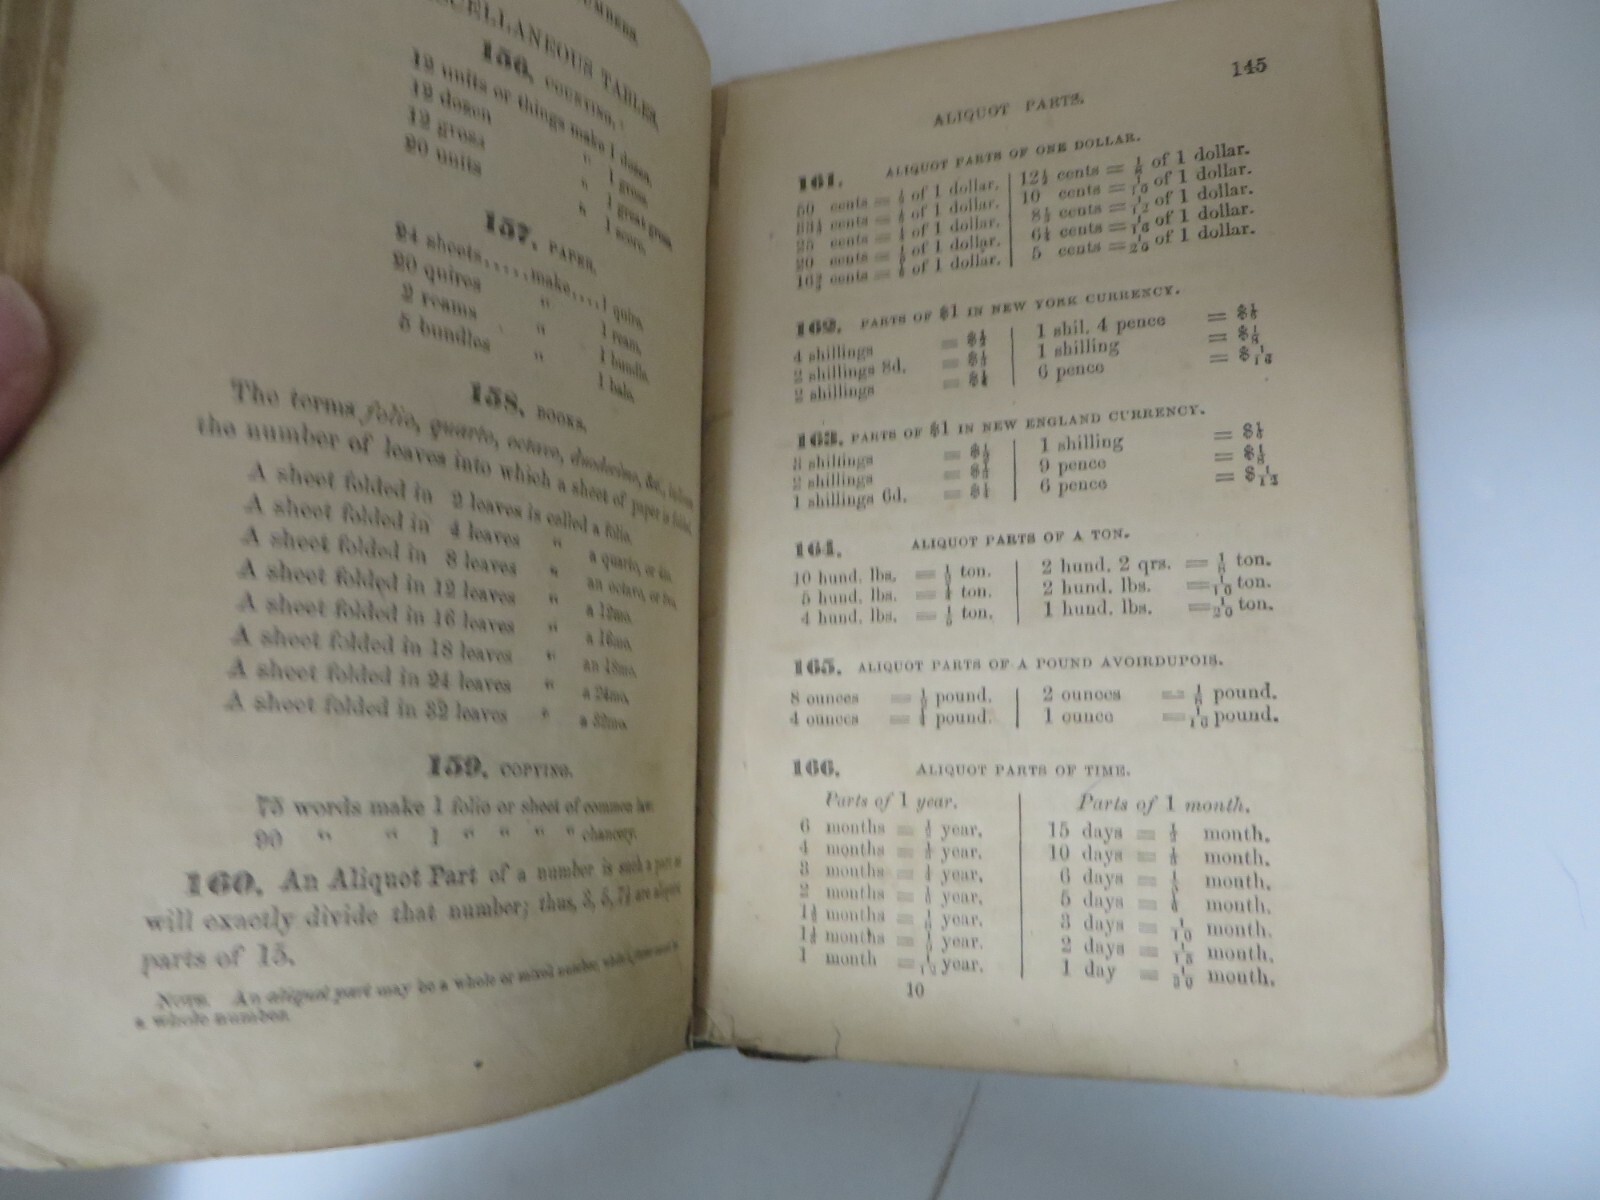 NUMBERS.
MISCELLANEOUS TABLES.
156. COUNTING.
12 units or things make 1 dozen.
12 dozen " 1 gross.
12 gross " 1 great gross.
20 units " 1 score.
157. PAPER.
24 sheets.....make....1 quire.
20 quires " 1 ream.
2 reams " 1 bundle.
5 bundles " 1 bale.
158. BOOKS.
The terms folio, quarto, octavo, duodecimo, &c.,
the number of leaves into which a sheet of paper is folded.
A sheet folded in 2 leaves is called a folio.
A sheet folded in 4 leaves " a quarto, or 4to.
A sheet folded in 8 leaves " an octavo, or 8vo.
A sheet folded in 12 leaves " a 12mo.
A sheet folded in 16 leaves " a 16mo.
A sheet folded in 18 leaves " an 18mo.
A sheet folded in 24 leaves " a 24mo.
A sheet folded in 32 leaves " a 32mo.
159. COPYING.
75 words make 1 folio or sheet of common law.
90 " " 1 " " " " chancery.
160. An Aliquot Part of a number is such a part as
will exactly divide that number; thus, 3, 5, 7½ are aliquot
parts of 15.
NOTE. An aliquot part may be a whole or mixed number, while
a whole number.
145
ALIQUOT PARTS.
161. ALIQUOT PARTS OF ONE DOLLAR.
50 cents = ½ of 1 dollar. | 12½ cents = ⅛ of 1 dollar.
33⅓ cents = ⅓ of 1 dollar. | 10 cents = 1/10 of 1 dollar.
25 cents = ¼ of 1 dollar. | 8⅓ cents = 1/12 of 1 dollar.
20 cents = ⅕ of 1 dollar. | 6¼ cents = 1/16 of 1 dollar.
16⅔ cents = ⅙ of 1 dollar. | 5 cents = 1/20 of 1 dollar.
162. PARTS OF $1 IN NEW YORK CURRENCY.
4 shillings = $½ | 1 shil. 4 pence = $⅙
2 shillings 8d. = $⅓ | 1 shilling = $⅛
2 shillings = $¼ | 6 pence = $1/16
163. PARTS OF $1 IN NEW ENGLAND CURRENCY.
3 shillings = $½ | 1 shilling = $⅙
2 shillings = $⅓ | 9 pence = $⅛
1 shillings 6d. = $¼ | 6 pence = $1/12
164. ALIQUOT PARTS OF A TON.
10 hund. lbs. = ½ ton. | 2 hund. 2 qrs. = ⅛ ton.
5 hund. lbs. = ¼ ton. | 2 hund. lbs. = 1/10 ton.
4 hund. lbs. = ⅕ ton. | 1 hund. lbs. = 1/20 ton.
165. ALIQUOT PARTS OF A POUND AVOIRDUPOIS.
8 ounces = ½ pound. | 2 ounces = ⅛ pound.
4 ounces = ¼ pound. | 1 ounce = 1/16 pound.
166. ALIQUOT PARTS OF TIME.
Parts of 1 year. | Parts of 1 month.
6 months = ½ year. | 15 days = ½ month.
4 months = ⅓ year. | 10 days = ⅓ month.
3 months = ¼ year. | 6 days = ⅕ month.
2 months = ⅙ year. | 5 days = ⅙ month.
1½ months = ⅛ year. | 3 days = 1/10 month.
1⅓ months = 1/9 year. | 2 days = 1/15 month.
1 month = 1/12 year. | 1 day = 1/30 month.
10